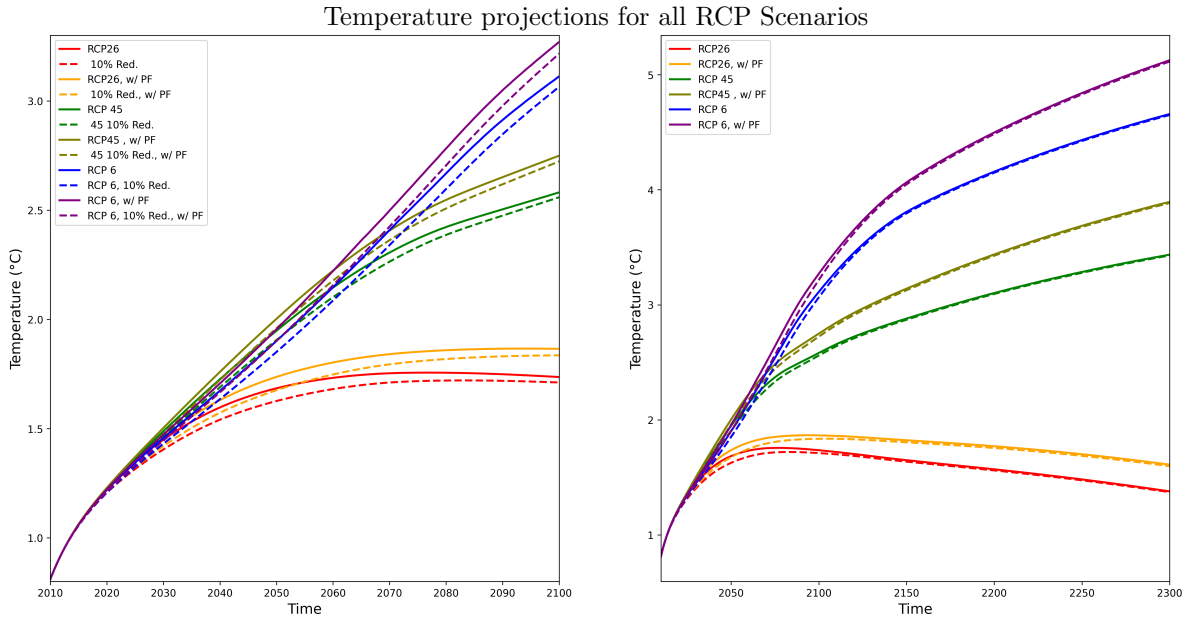 Temperature projections for all RCP Scenarios
RCP26
10% Red.
RCP26, w/ PF
10% Red., w/ PF
RCP 45
45 10% Red.
RCP45 , w/ PF
45 10% Red., w/ PF
RCP 6
RCP 6, 10% Red.
RCP 6, w/ PF
RCP 6, 10% Red., w/ PF
3.0
2.5
2.0
1.5
1.0
Temperature (°C)
2010 2020 2030 2040 2050 2060 2070 2080 2090 2100
Time
RCP26
RCP26, w/ PF
RCP 45
RCP45 , w/ PF
RCP 6
RCP 6, w/ PF
5
4
3
2
1
Temperature (°C)
2050 2100 2150 2200 2250 2300
Time